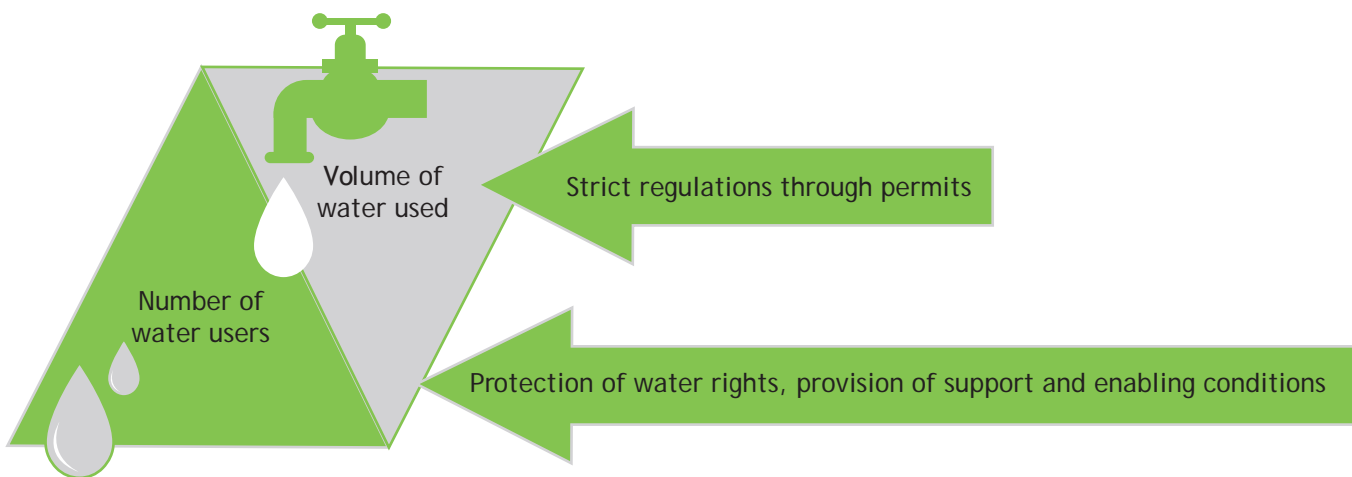 Volume of
water used
Strict regulations through permits
Number of
water users
Protection of water rights, provision of support and enabling conditions